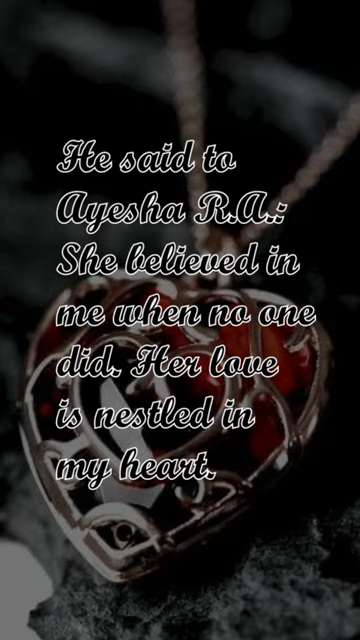 He said to
Ayesha R.A.:
She believed in
me when no one
did. Her love
is nestled in
my heart.